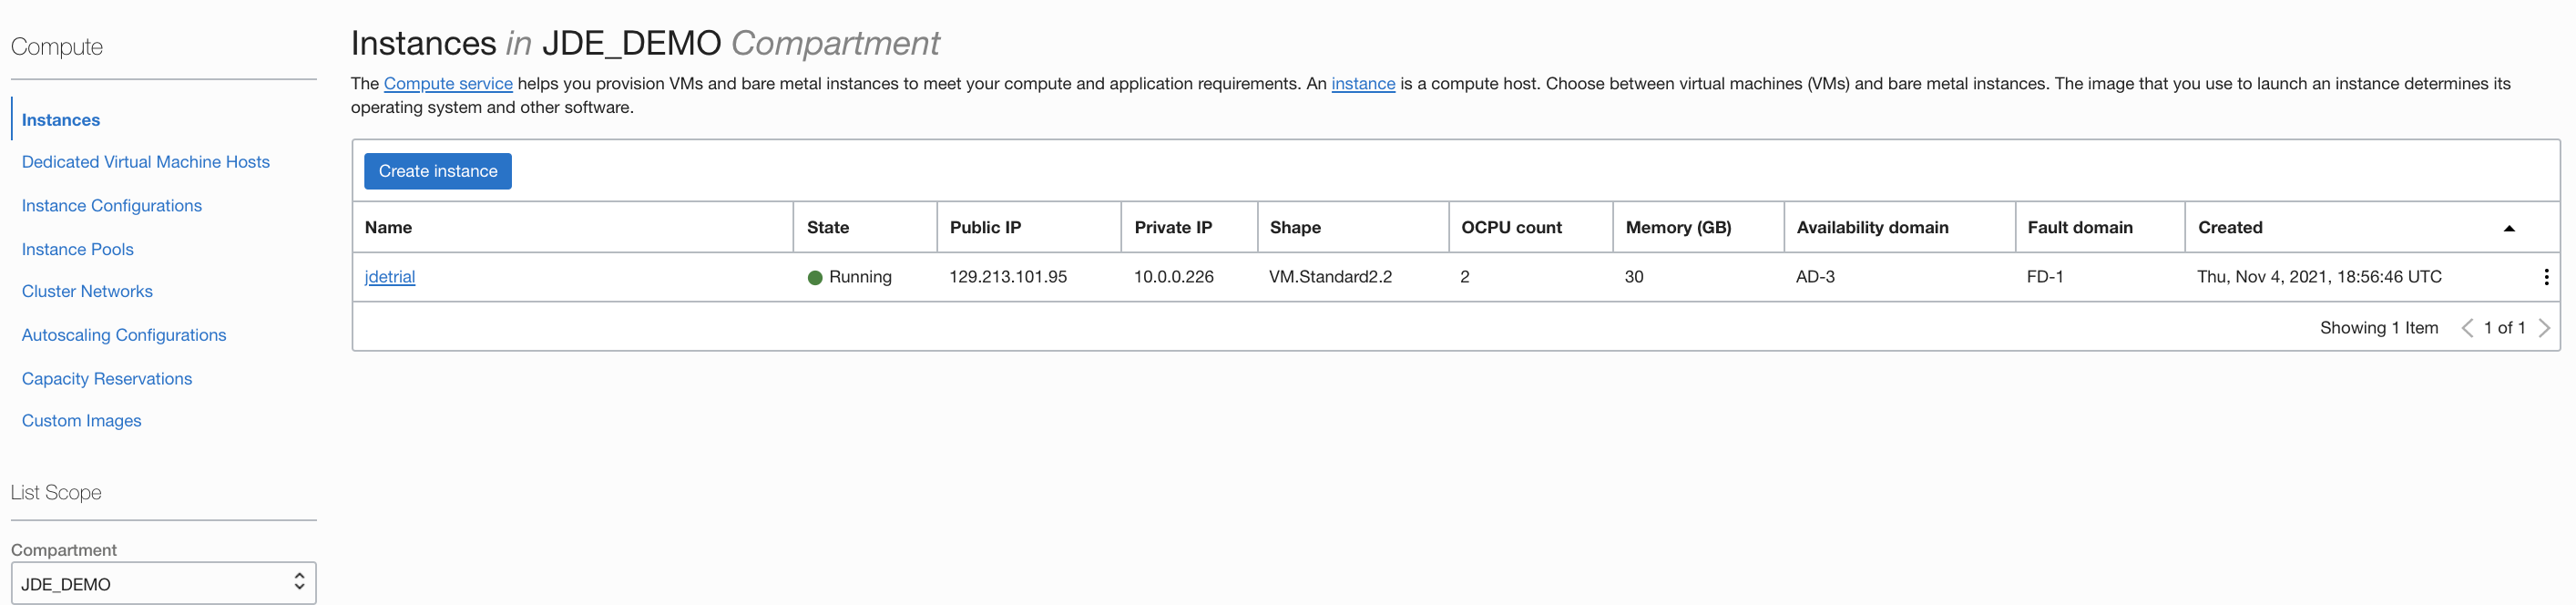 Compute
Instances
Dedicated Virtual Machine Hosts
Instance Configurations
Instance Pools
Cluster Networks
Autoscaling Configurations
Capacity Reservations
Custom Images
List Scope
Compartment
JDE_DEMO
Instances in JDE_DEMO Compartment
The Compute service helps you provision VMs and bare metal instances to meet your compute and application requirements. An instance is a compute host. Choose between virtual machines (VMs) and bare metal instances. The image that you use to launch an instance determines its
operating system and other software.
Create instance
Name State Public IP Private IP Shape OCPU count Memory (GB) Availability domain Fault domain Created
jdetrial Running 129.213.101.95 10.0.0.226 VM.Standard2.2 2 30 AD-3 FD-1 Thu, Nov 4, 2021, 18:56:46 UTC
Showing 1 Item 1 of 1